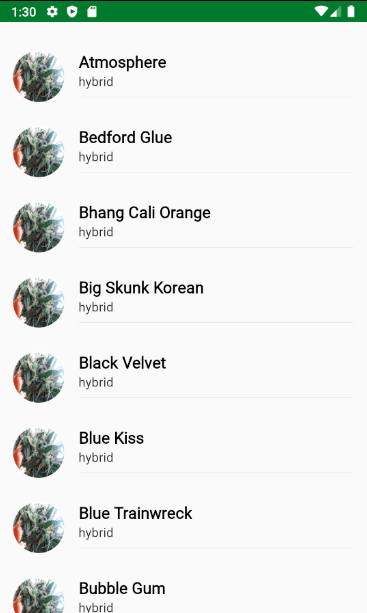 1:30
Atmosphere
hybrid
Bedford Glue
hybrid
Bhang Cali Orange
hybrid
Big Skunk Korean
hybrid
Black Velvet
hybrid
Blue Kiss
hybrid
Blue Trainwreck
hybrid
Bubble Gum
hybrid